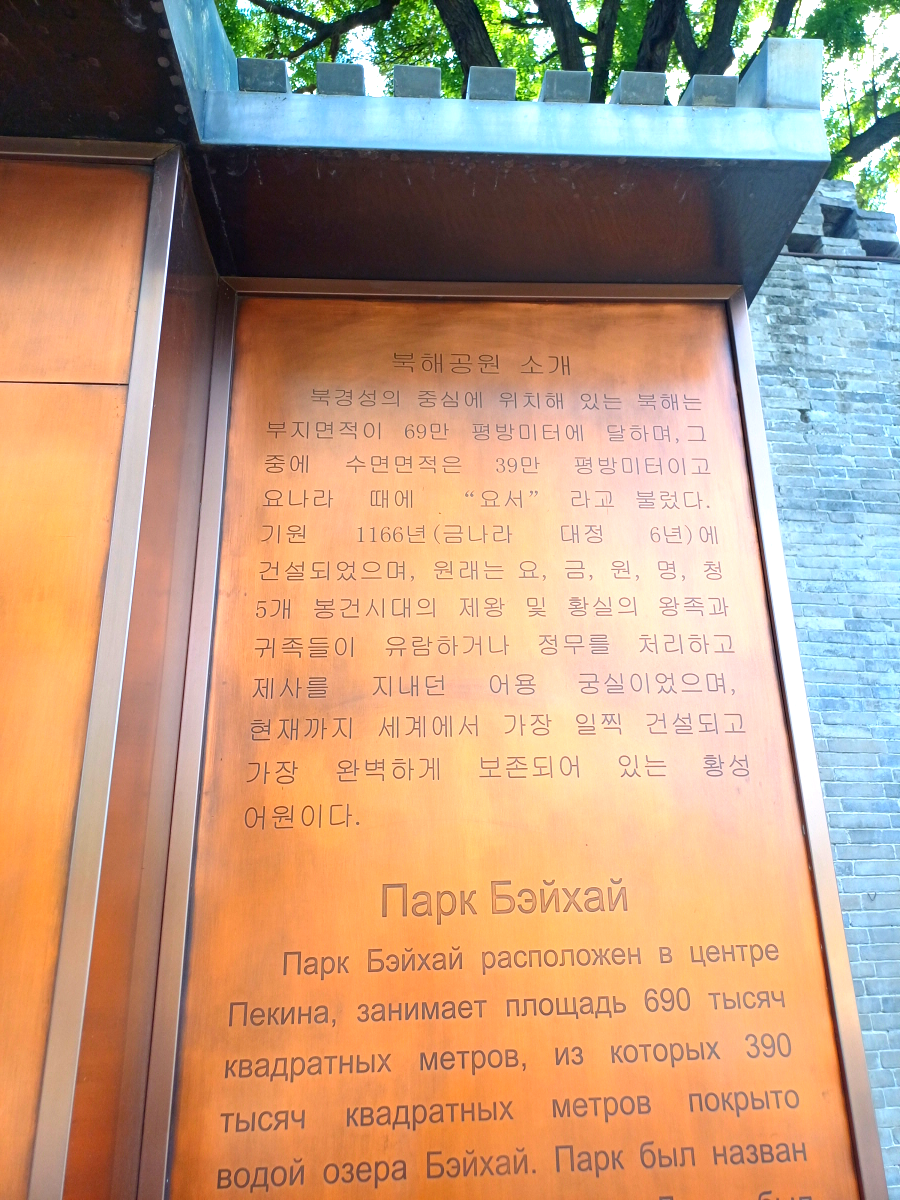 북해공원 소개
북경성의 중심에 위치해 있는 북해는
부지면적이 69만 평방미터에 달하며, 그
중에 수면면적은 39만 평방미터이고
요나라 때에 “요서” 라고 불렀다.
기원 1166년(금나라 대정 6년)에
건설되었으며, 원래는 요, 금, 원, 명, 청
5개 봉건시대의 제왕 및 황실의 왕족과
귀족들이 유람하거나 정무를 처리하고
제사를 지내던 어용 궁실이었으며,
현재까지 세계에서 가장 일찍 건설되고
가장 완벽하게 보존되어 있는 황성
어원이다.
Парк Бэйхай
Парк Бэйхай расположен в центре
Пекина, занимает площадь 690 тысяч
квадратных метров, из которых 390
тысяч квадратных метров покрыто
водой озера Бэйхай. Парк был назван